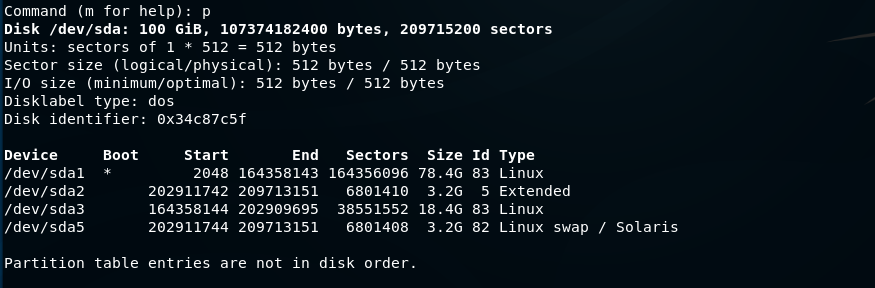 Command (m for help): p
Disk /dev/sda: 100 GiB, 107374182400 bytes, 209715200 sectors
Units: sectors of 1 * 512 = 512 bytes
Sector size (logical/physical): 512 bytes / 512 bytes
I/O size (minimum/optimal): 512 bytes / 512 bytes
Disklabel type: dos
Disk identifier: 0x34c87c5f

Device     Boot     Start       End   Sectors  Size Id Type
/dev/sda1  *         2048 164358143 164356096 78.4G 83 Linux
/dev/sda2       202911742 209713151   6801410  3.2G  5 Extended
/dev/sda3       164358144 202909695  38551552 18.4G 83 Linux
/dev/sda5       202911744 209713151   6801408  3.2G 82 Linux swap / Solaris

Partition table entries are not in disk order.